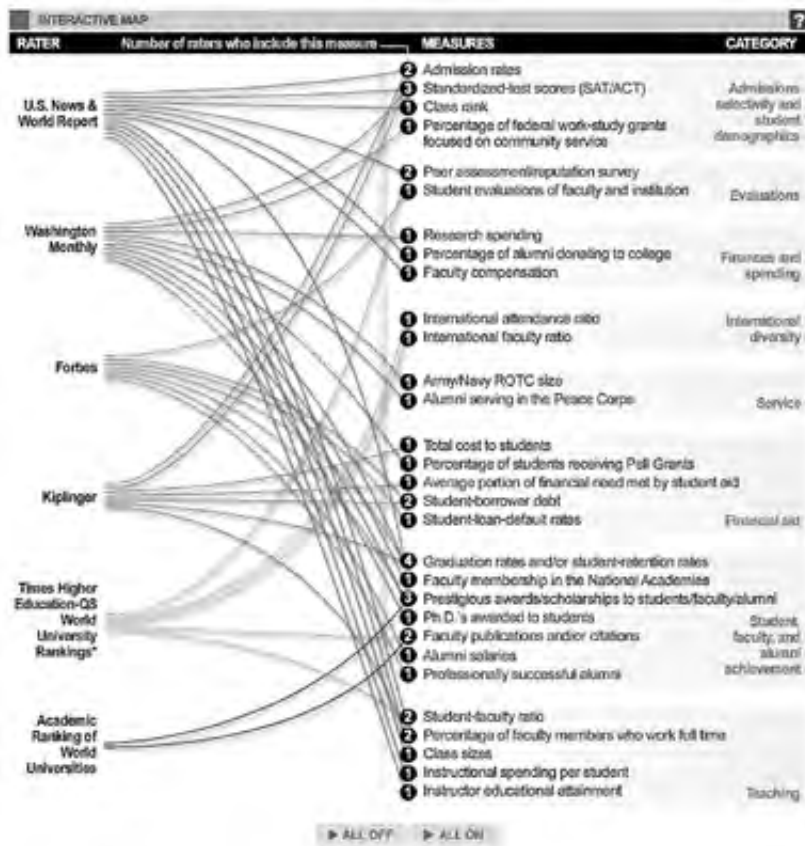 INTERACTIVE MAP
?
RATER
Number of raters who include this measure
MEASURES
CATEGORY
U.S. News &
World Report
Washington
Monthly
Forbes
Kiplinger
Times Higher
Education-QS
World
University
Rankings*
Academic
Ranking of
World
Universities
2 Admission rates
3 Standardized-test scores (SAT/ACT)
1 Class rank
1 Percentage of federal work-study grants
focused on community service
Admissions
selectivity and
student
demographics
2 Peer assessment/reputation survey
1 Student evaluations of faculty and institution
Evaluations
1 Research spending
1 Percentage of alumni donating to college
1 Faculty compensation
Finances and
spending
1 International attendance ratio
1 International faculty ratio
International
diversity
1 Army/Navy ROTC size
1 Alumni serving in the Peace Corps
Service
1 Total cost to students
1 Percentage of students receiving Pell Grants
1 Average portion of financial need met by student aid
2 Student-borrower debt
1 Student-loan-default rates
Financial aid
4 Graduation rates and/or student-retention rates
1 Faculty membership in the National Academies
3 Prestigious awards/scholarships to students/faculty/alumni
1 Ph.D.'s awarded to students
2 Faculty publications and/or citations
1 Alumni salaries
1 Professionally successful alumni
Student,
faculty, and
alumni
achievement
2 Student-faculty ratio
2 Percentage of faculty members who work full time
1 Class sizes
1 Instructional spending per student
1 Instructor educational attainment
Teaching
▶ ALL OFF
▶ ALL ON